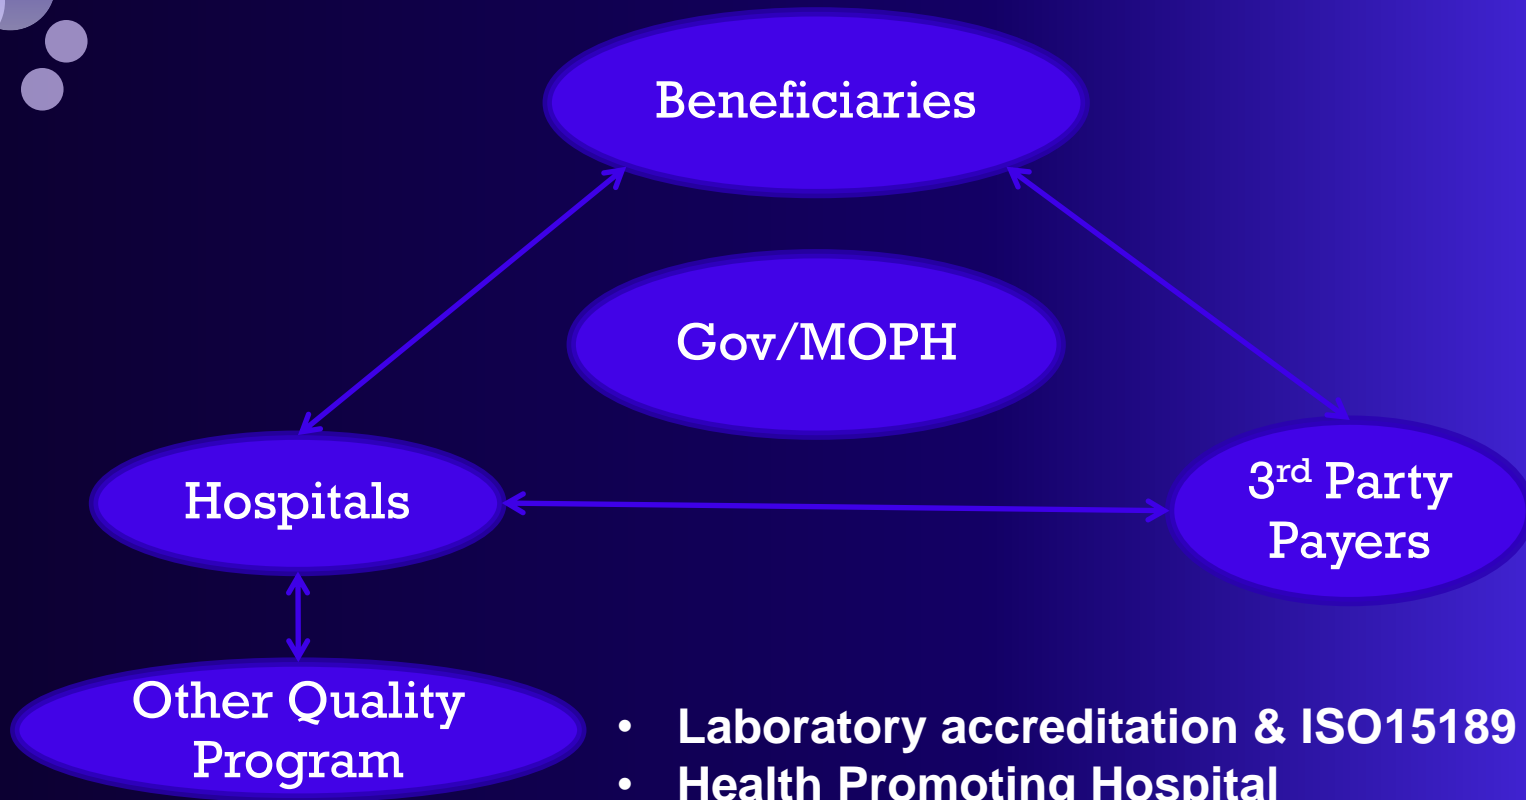 Beneficiaries
Gov/MOPH
Hospitals
3rd Party
Payers
Other Quality
Program
• Laboratory accreditation & ISO15189
• Health Promoting Hospital